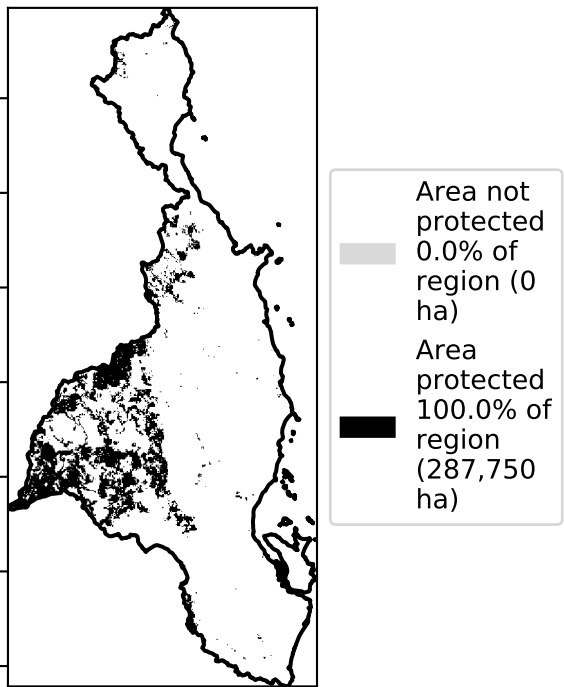 Area not
protected
0.0% of
region (0
ha)
Area
protected
100.0% of
region
(287,750
ha)